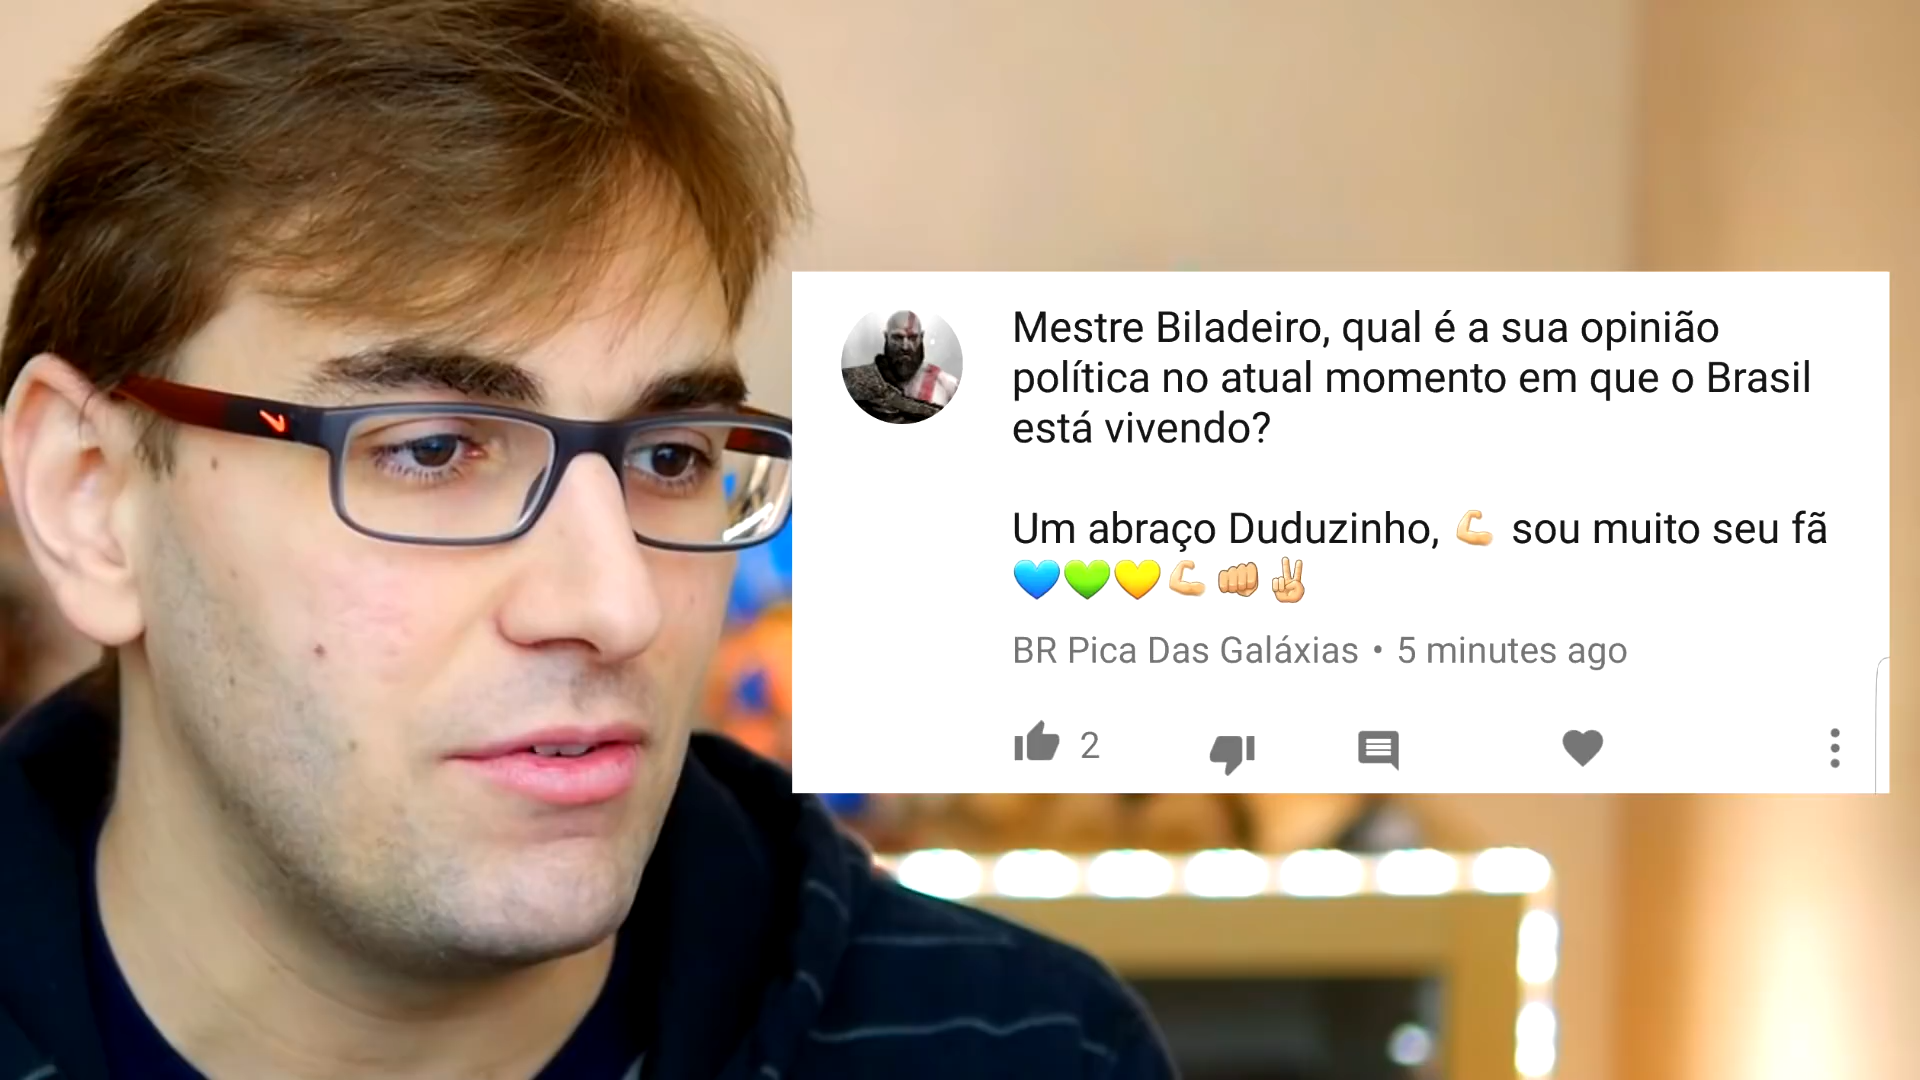 Mestre Biladeiro, qual é a sua opinião
política no atual momento em que o Brasil
está vivendo?
Um abraço Duduzinho, 💪🏻 sou muito seu fã
💙💚💛💪🏻👊🏼✌🏼
BR Pica Das Galáxias • 5 minutes ago
2